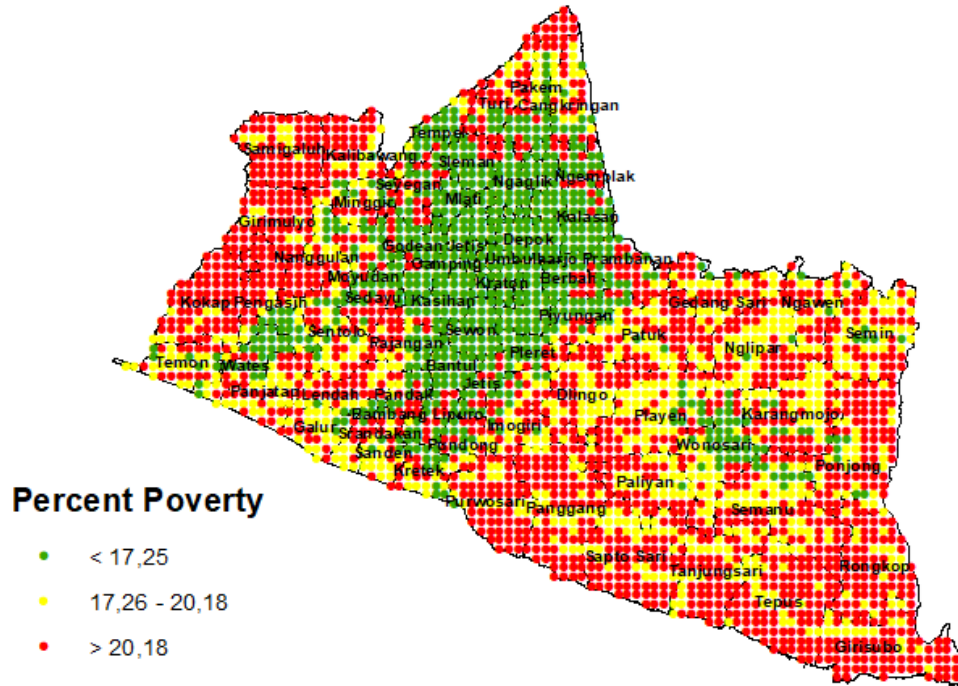 Pakem
Turi Cangkringan
Tempel
Sleman
Samigaluh
Kalibawang
Ngaglik Ngemplak
Seyegan
Mlati
Minggir
Kalasan
Girimulyo
Depok
Godean Jetis
Nanggulan
Gamping Umbulharjo Prambanan
Moyudan
Kraton Berbah
Sedayu Kasihan
Kokap Pengasih
Gedang Sari Ngawen
Piyungan
Sentolo
Sewon
Patuk
Semin
Pajangan
Nglipar
Pleret
Temon Wates
Bantul
Jetis
Panjatan Lendah Pandak
Dlingo
Bambang Lipuro
Playen
Karangmojo
Galur Srandakan
Imogiri
Wonosari
Pundong
Sanden
Kretek
Ponjong
Paliyan
Purwosari Panggang
Semanu
Sapto Sari
Tanjungsari
Rongkop
Tepus
Girisubo
Percent Poverty
< 17,25
17,26 - 20,18
> 20,18